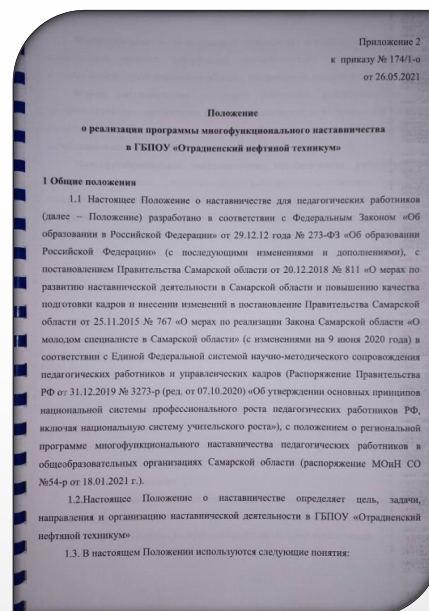 Приложение 2
к приказу № 174/1-о
от 26.05.2021
Положение
о реализации программы многофункционального наставничества
в ГБПОУ «Отрадненский нефтяной техникум»
1 Общие положения
1.1 Настоящее Положение о наставничестве для педагогических работников
(далее – Положение) разработано в соответствии с Федеральным Законом «Об
образовании в Российской Федерации» от 29.12.12 года № 273-ФЗ «Об образовании
Российской Федерации» (с последующими изменениями и дополнениями), с
постановлением Правительства Самарской области от 20.12.2018 № 811 «О мерах по
развитию наставнической деятельности в Самарской области и повышению качества
подготовки кадров и внесении изменений в постановление Правительства Самарской
области от 25.11.2015 № 767 «О мерах по реализации Закона Самарской области «О
молодом специалисте в Самарской области» (с изменениями на 9 июня 2020 года) в
соответствии с Единой Федеральной системой научно-методического сопровождения
педагогических работников и управленческих кадров (Распоряжение Правительства
РФ от 31.12.2019 № 3273-р (ред. от 07.10.2020) «Об утверждении основных принципов
национальной системы профессионального роста педагогических работников РФ,
включая национальную систему учительского роста»), с положением о региональной
программе многофункционального наставничества педагогических работников в
общеобразовательных организациях Самарской области (распоряжение МОиН СО
№54-р от 18.01.2021 г.).
1.2.Настоящее Положение о наставничестве определяет цель, задачи,
направления и организацию наставнической деятельности в ГБПОУ «Отрадненский
нефтяной техникум»
1.3. В настоящем Положении используются следующие понятия: